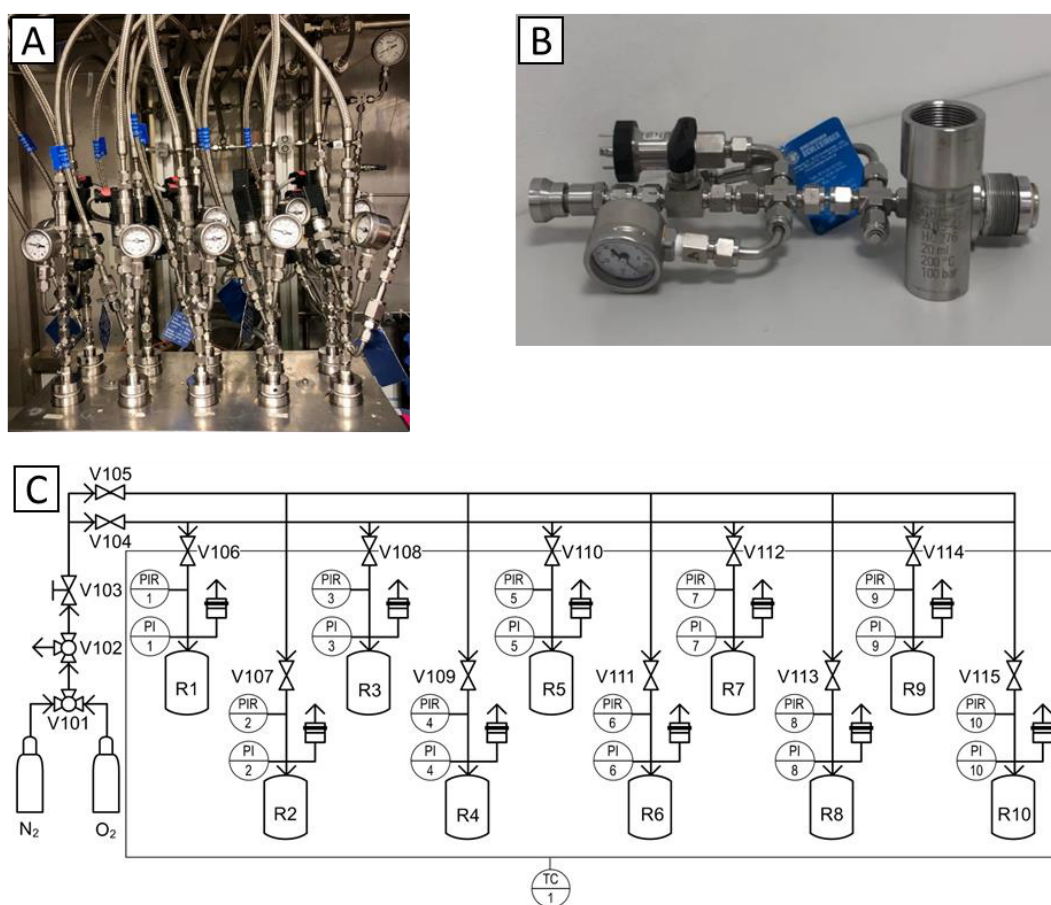 A
B
20 ml
200 °C
100 bar
C
V105
V104
V106
V108
V110
V112
V114
V103
PIR
1
PIR
3
PIR
5
PIR
7
PIR
9
V102
PI
1
PI
3
PI
5
PI
7
PI
9
R1
V107
R3
V109
R5
V111
R7
V113
R9
V115
V101
PIR
2
PIR
4
PIR
6
PIR
8
PIR
10
PI
2
PI
4
PI
6
PI
8
PI
10
N₂
O₂
R2
R4
R6
R8
R10
TC
1